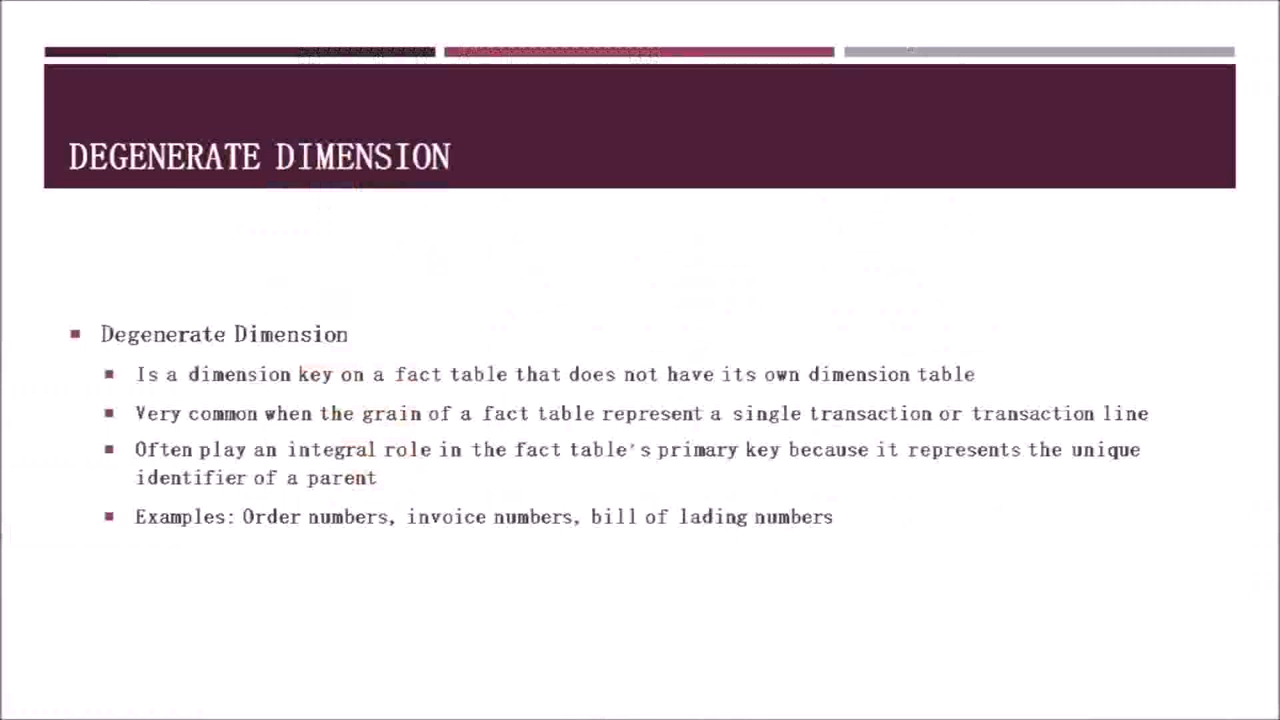 DEGENERATE DIMENSION
Degenerate Dimension
Is a dimension key on a fact table that does not have its own dimension table
Very common when the grain of a fact table represent a single transaction or transaction line
Often play an integral role in the fact table's primary key because it represents the unique
identifier of a parent
Examples: Order numbers, invoice numbers, bill of lading numbers